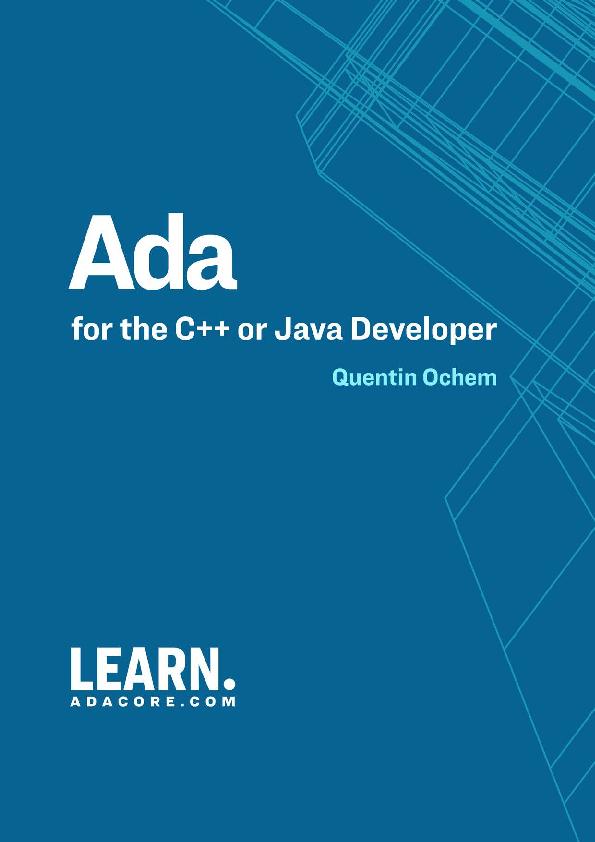 Ada
for the C++ or Java Developer
Quentin Ochem
LEARN.
ADACORE.COM